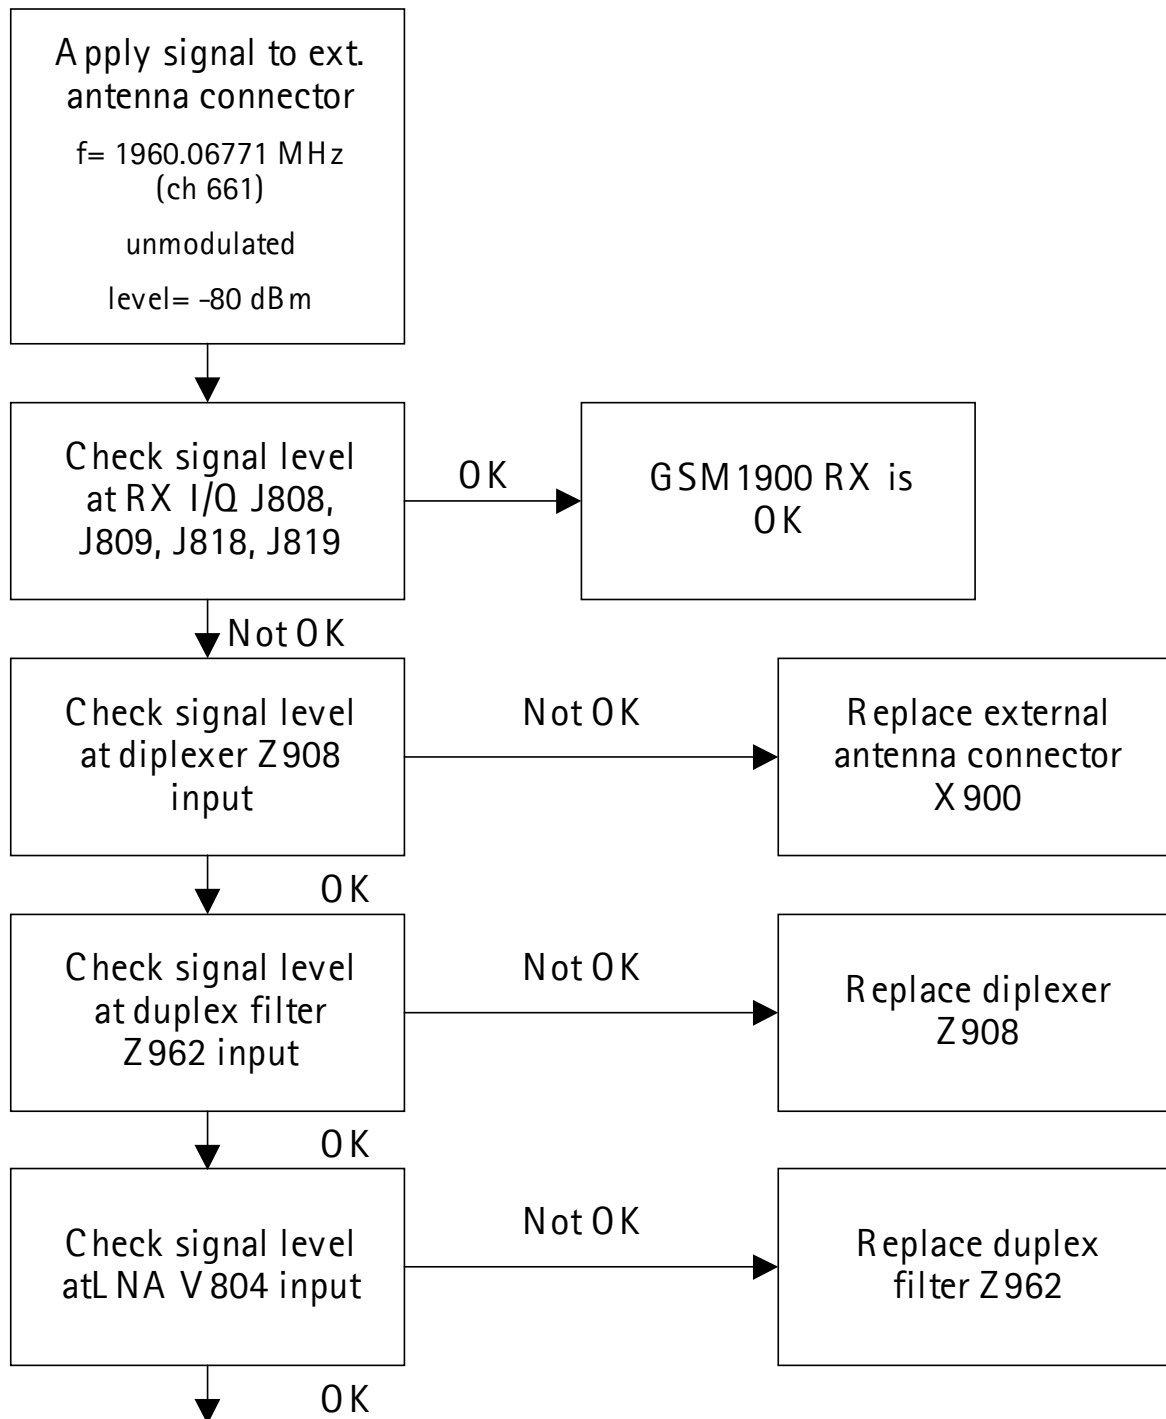 Apply signal to ext.
antenna connector
f= 1960.06771 MHz
(ch 661)
unmodulated
level= -80 dBm
Check signal level
at RX I/Q J808,
J809, J818, J819
OK
GSM1900 RX is
OK
Not OK
Check signal level
at diplexer Z908
input
Not OK
Replace external
antenna connector
X900
OK
Check signal level
at duplex filter
Z962 input
Not OK
Replace diplexer
Z908
OK
Check signal level
atLNA V804 input
Not OK
Replace duplex
filter Z962
OK